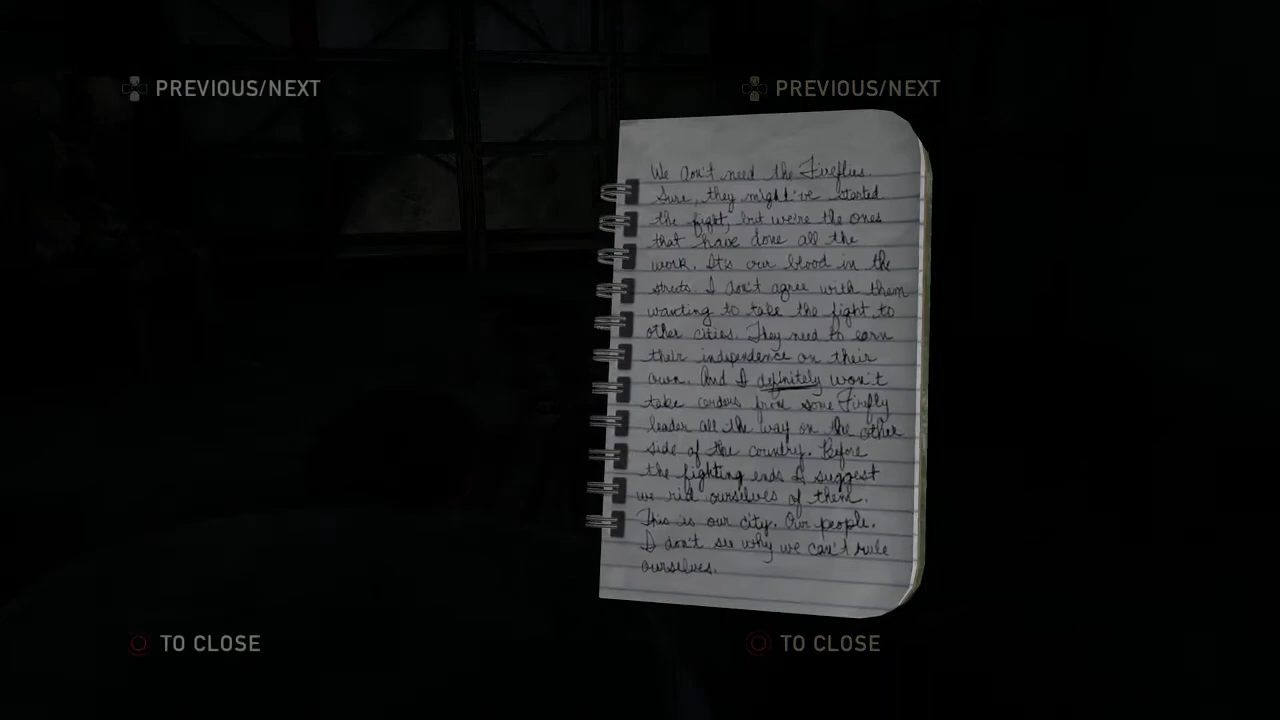 PREVIOUS/NEXT
PREVIOUS/NEXT
We don't need the Fireflies.
Sure, they might've started
the fight, but we're the ones
that have done all the
work. It's our blood in the
streets. I don't agree with them
wanting to take the fight to
other cities. They need to earn
their independence on their
own. And I definitely won't
take orders from some Firefly
leader all the way on the other
side of the country. Before
the fighting ends I suggest
we rid ourselves of them.
This is our city. Our people.
I don't see why we can't rule
ourselves.
TO CLOSE
TO CLOSE